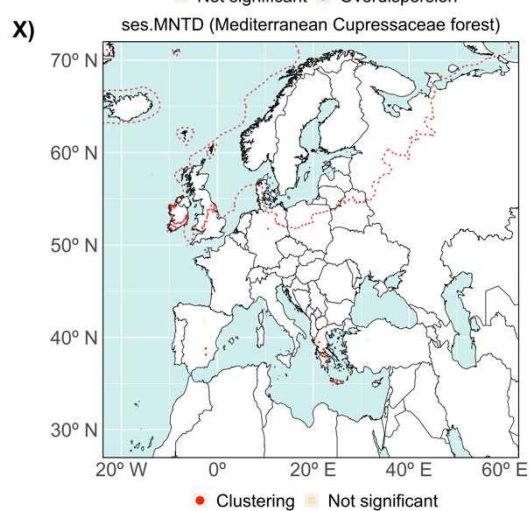 Not significant Overdispersion
X)
ses.MNTD (Mediterranean Cupressaceae forest)
70° N
60° N
50° N
40° N
30° N
20° W 0° 20° E 40° E 60° E
Clustering Not significant